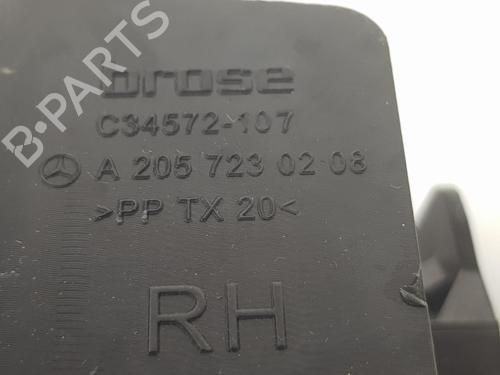 brose
C34572-107
A 205 723 02 08
>PP TX 20<
RH
B-PARTS